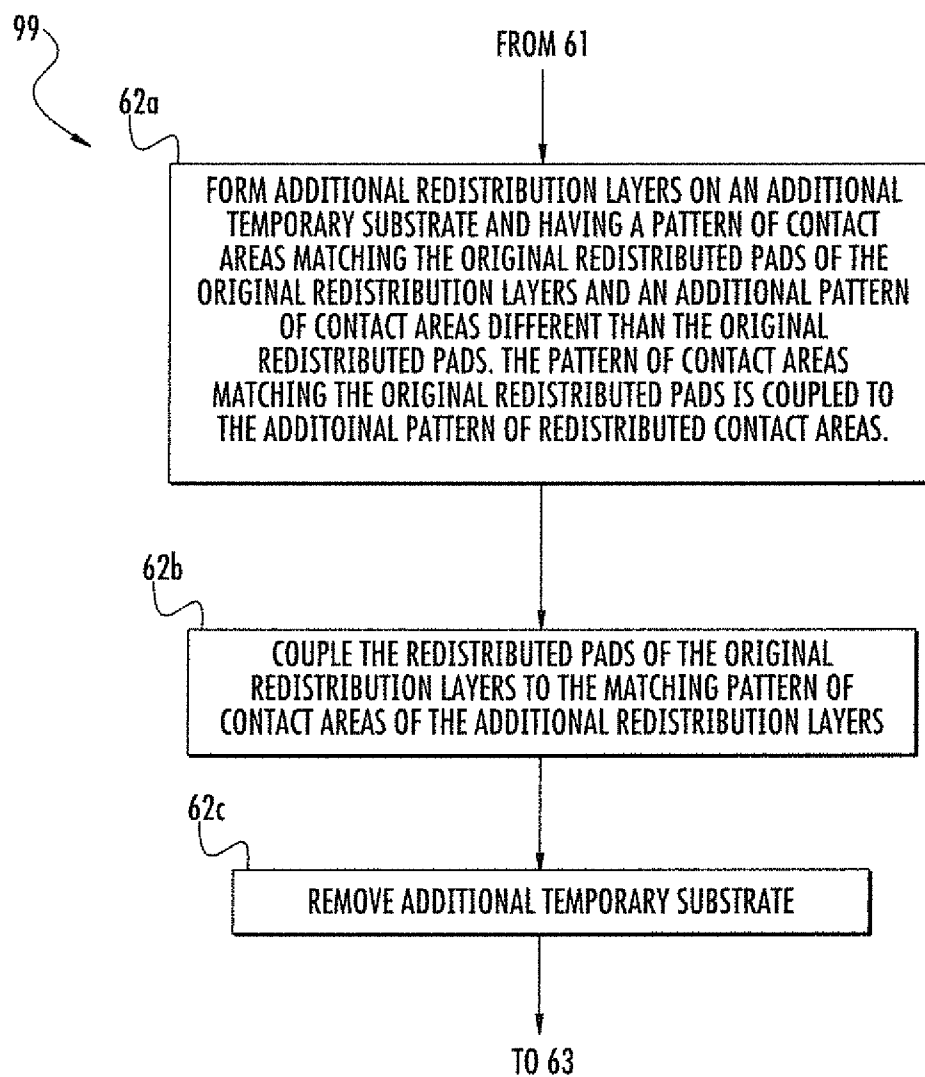 99
FROM 61
62a
FORM ADDITIONAL REDISTRIBUTION LAYERS ON AN ADDITIONAL
TEMPORARY SUBSTRATE AND HAVING A PATTERN OF CONTACT
AREAS MATCHING THE ORIGINAL REDISTRIBUTED PADS OF THE
ORIGINAL REDISTRIBUTION LAYERS AND AN ADDITIONAL PATTERN
OF CONTACT AREAS DIFFERENT THAN THE ORIGINAL
REDISTRIBUTED PADS. THE PATTERN OF CONTACT AREAS
MATCHING THE ORIGINAL REDISTRIBUTED PADS IS COUPLED TO
THE ADDITOINAL PATTERN OF REDISTRIBUTED CONTACT AREAS.
62b
COUPLE THE REDISTRIBUTED PADS OF THE ORIGINAL
REDISTRIBUTION LAYERS TO THE MATCHING PATTERN OF
CONTACT AREAS OF THE ADDITIONAL REDISTRIBUTION LAYERS
62c
REMOVE ADDITIONAL TEMPORARY SUBSTRATE
TO 63